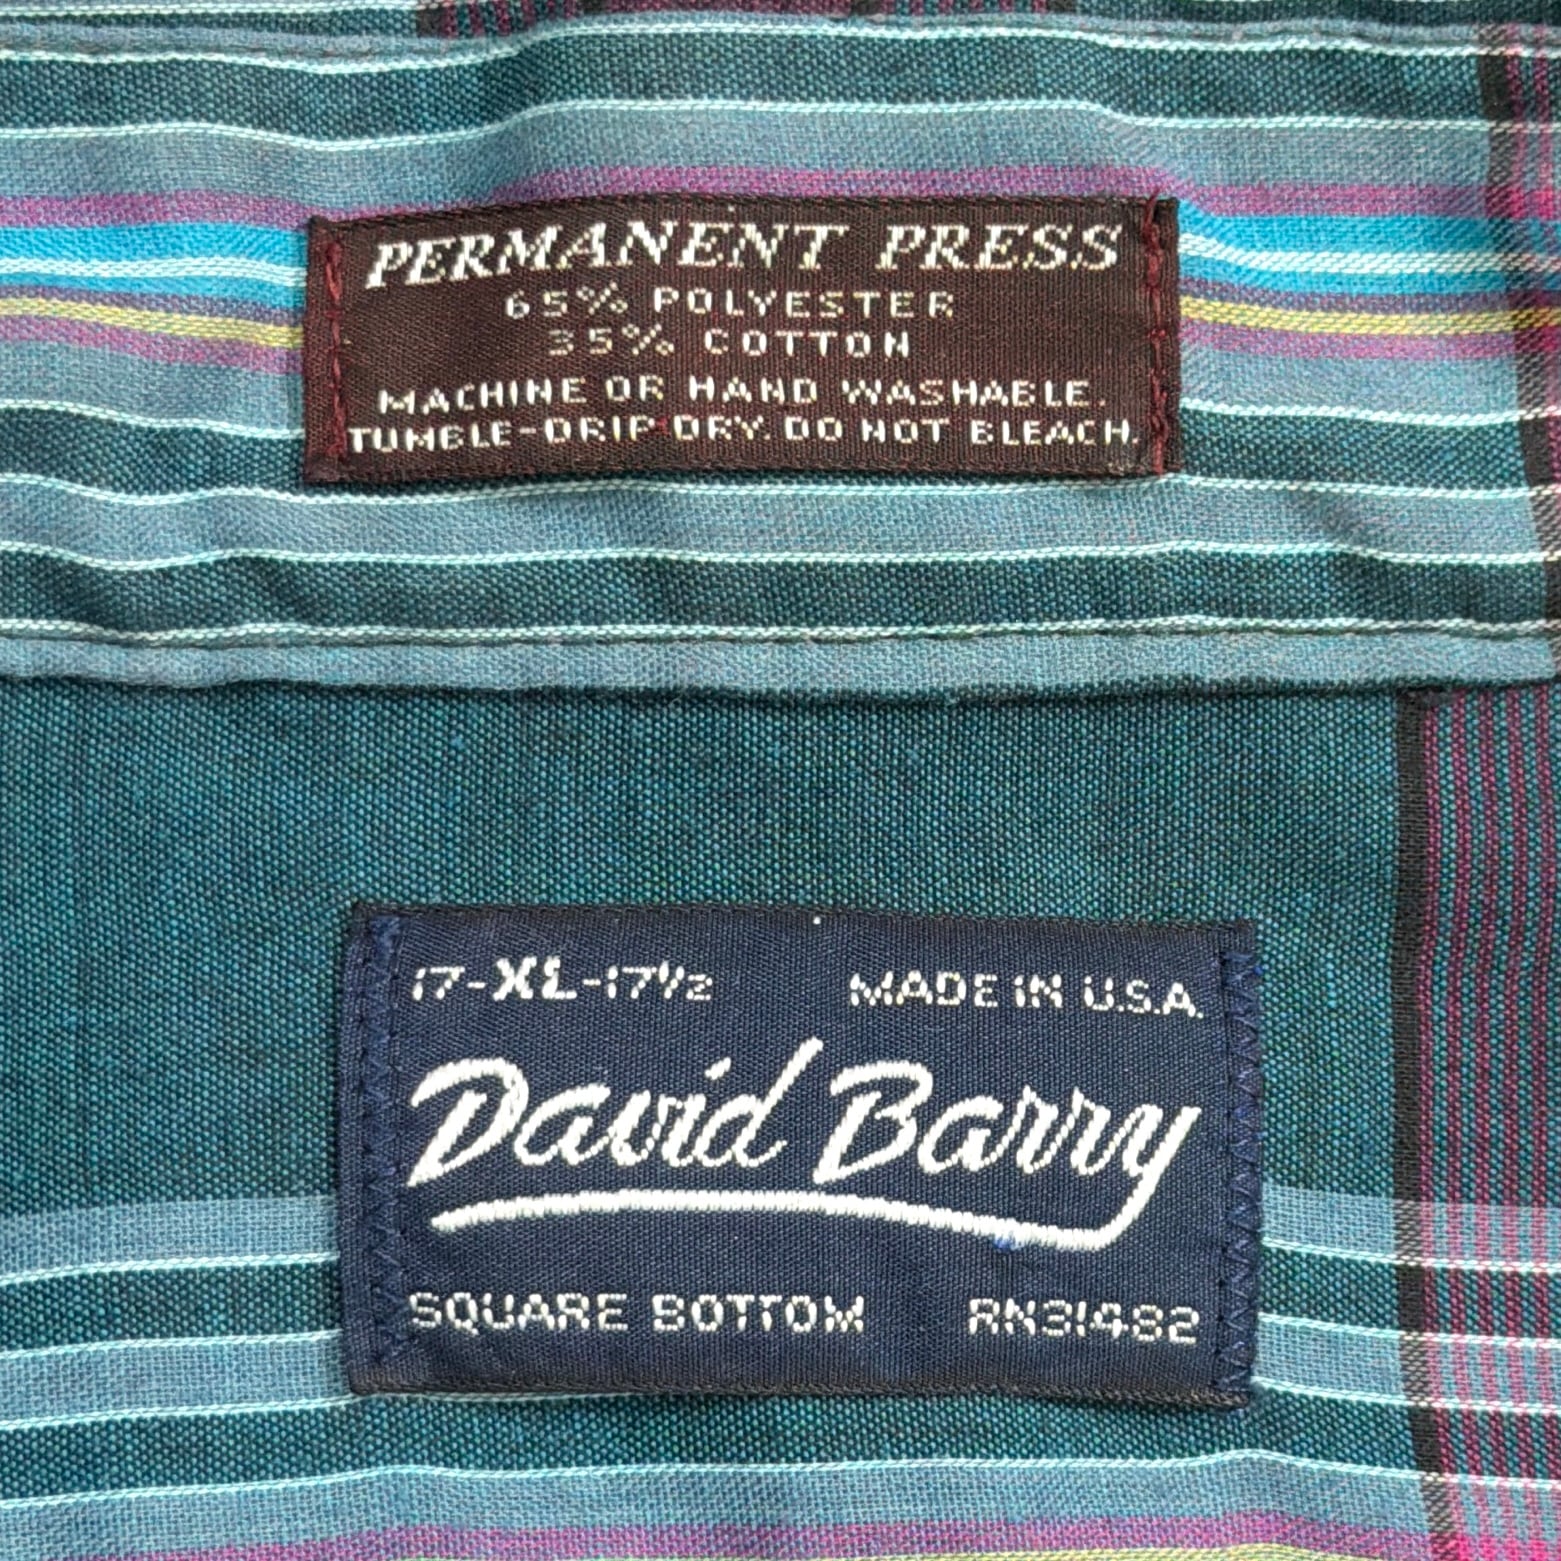 PERMANENT PRESS
65% POLYESTER
35% COTTON
MACHINE OR HAND WASHABLE.
TUMBLE-DRIP DRY. DO NOT BLEACH.
17-XL-17½ MADE IN U.S.A.
David Barry
SQUARE BOTTOM RN31482